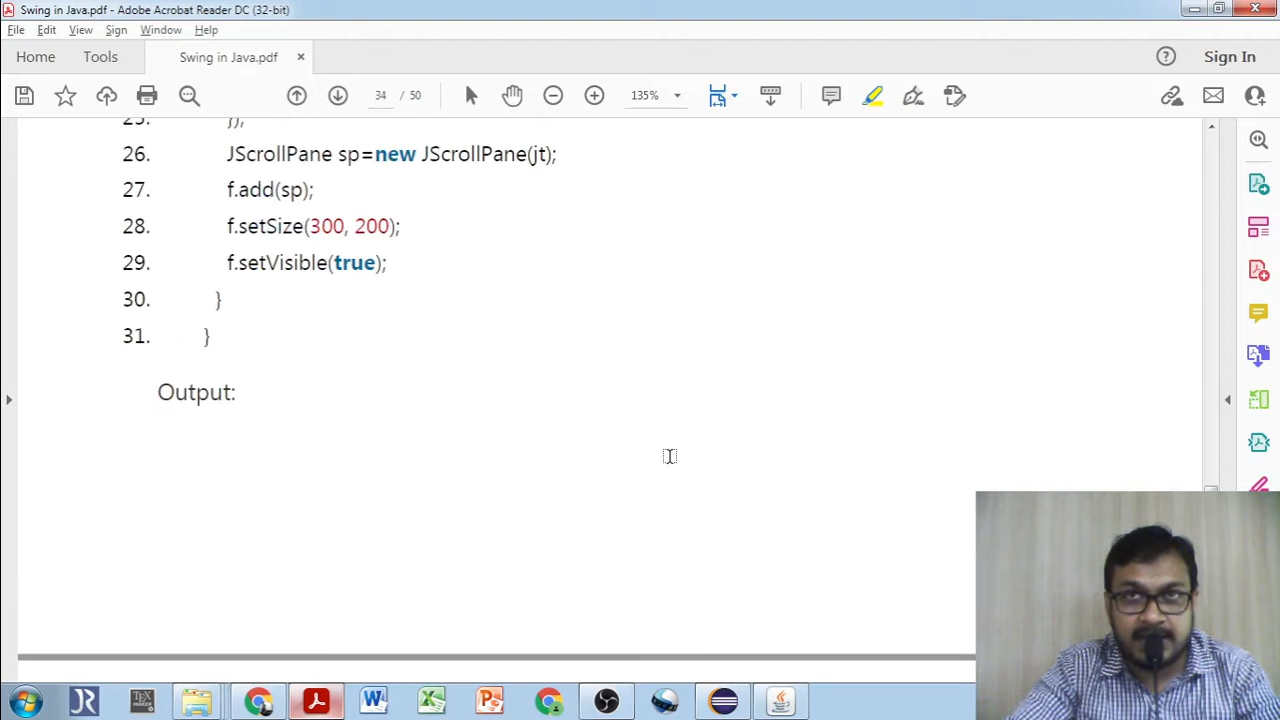 Swing in Java.pdf - Adobe Acrobat Reader DC (32-bit)
File Edit View Sign Window Help
Home Tools Swing in Java.pdf × Sign In
34 / 50 135%
25. });
26. JScrollPane sp=new JScrollPane(jt);
27. f.add(sp);
28. f.setSize(300, 200);
29. f.setVisible(true);
30. }
31. }
Output: